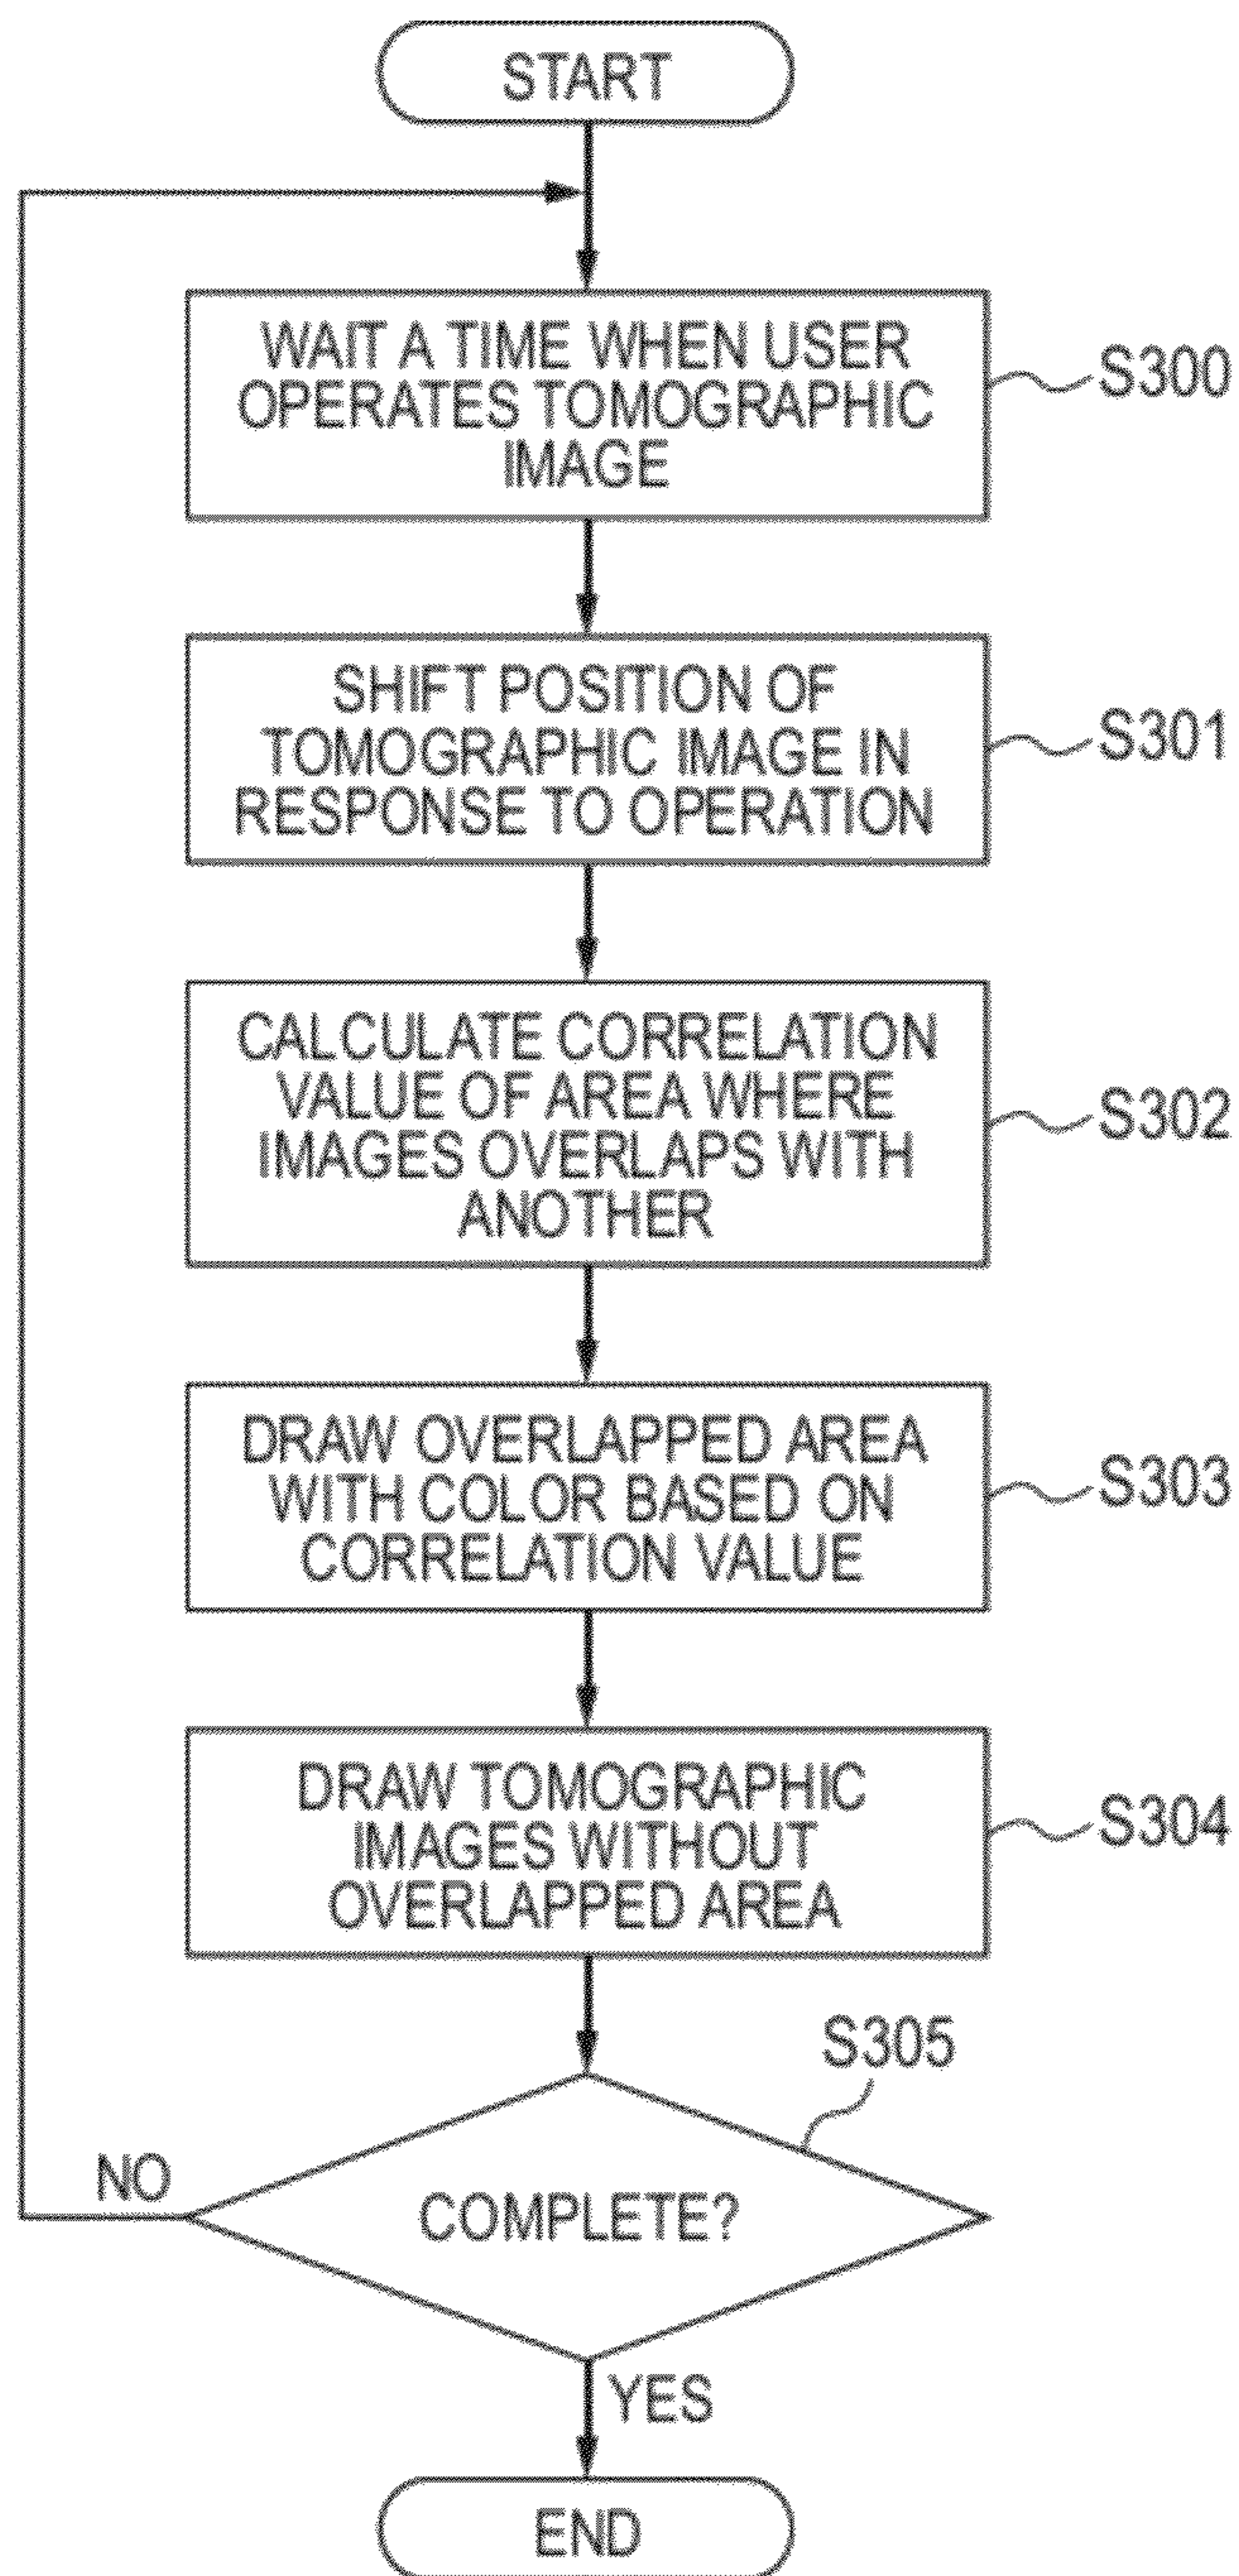 START
WAIT A TIME WHEN USER
OPERATES TOMOGRAPHIC
IMAGE
S300
SHIFT POSITION OF
TOMOGRAPHIC IMAGE IN
RESPONSE TO OPERATION
S301
CALCULATE CORRELATION
VALUE OF AREA WHERE
IMAGES OVERLAPS WITH
ANOTHER
S302
DRAW OVERLAPPED AREA
WITH COLOR BASED ON
CORRELATION VALUE
S303
DRAW TOMOGRAPHIC
IMAGES WITHOUT
OVERLAPPED AREA
S304
S305
NO
COMPLETE?
YES
END